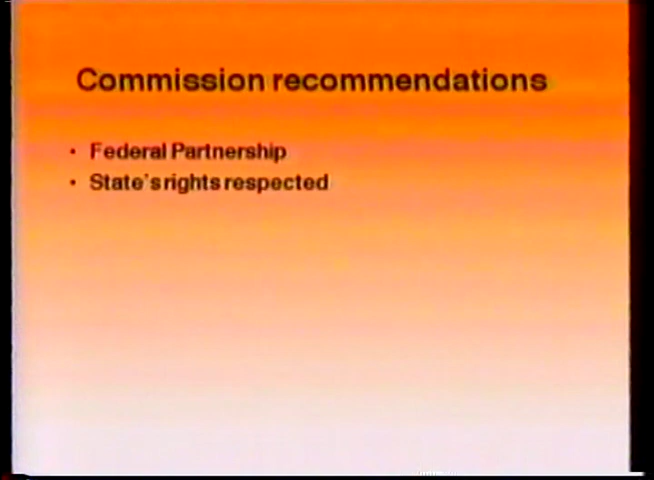 Commission recommendations
• Federal Partnership
• State's rights respected